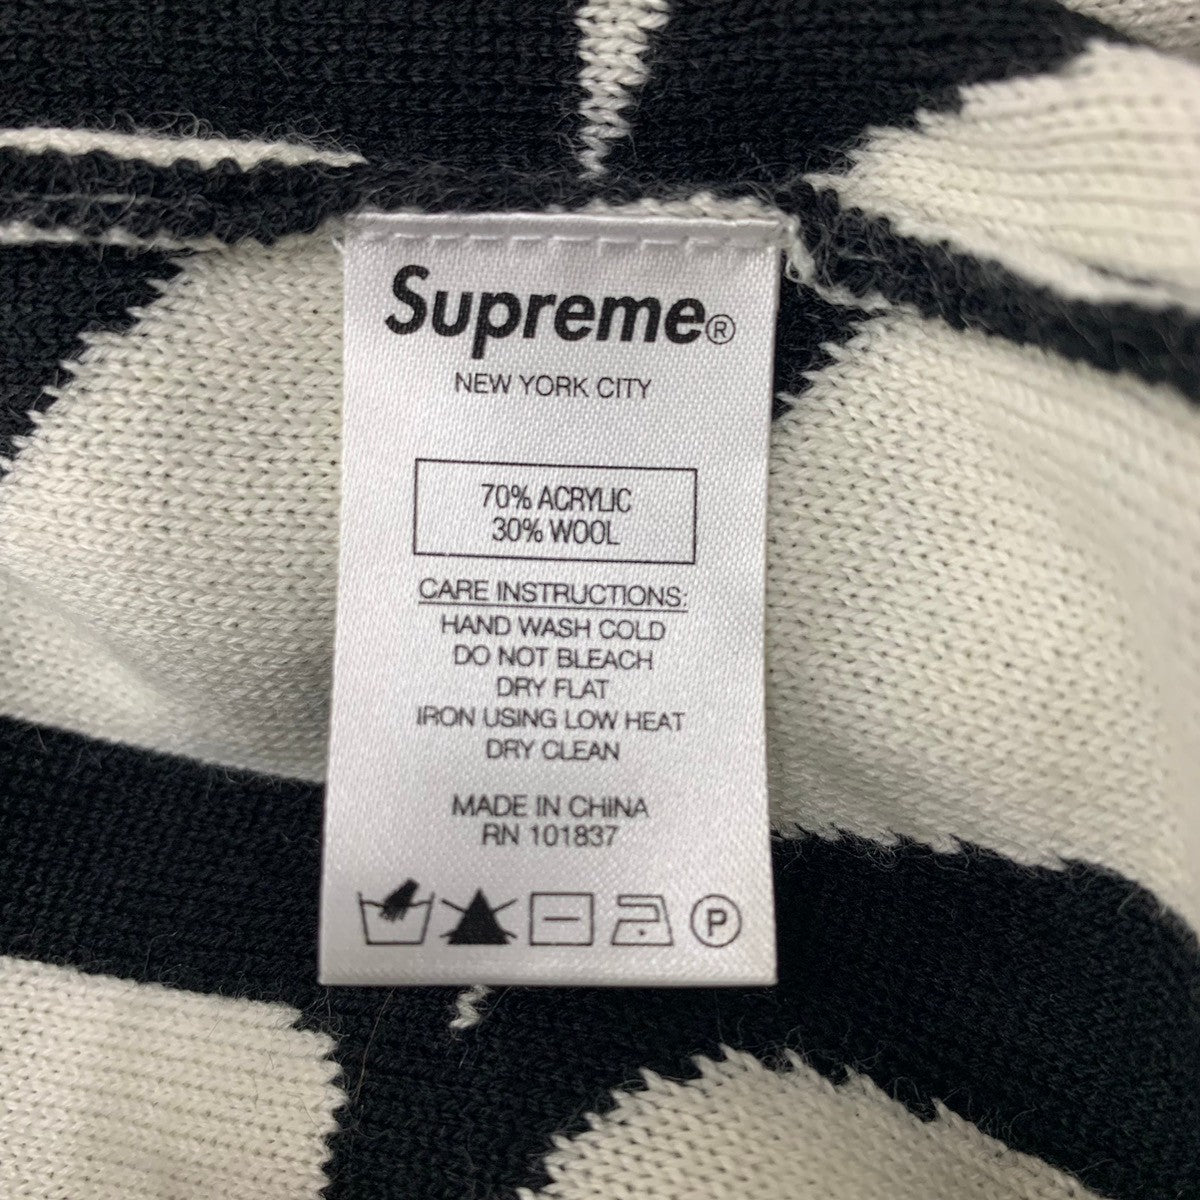 Supreme®
NEW YORK CITY
70% ACRYLIC
30% WOOL
CARE INSTRUCTIONS:
HAND WASH COLD
DO NOT BLEACH
DRY FLAT
IRON USING LOW HEAT
DRY CLEAN
MADE IN CHINA
RN 101837
P